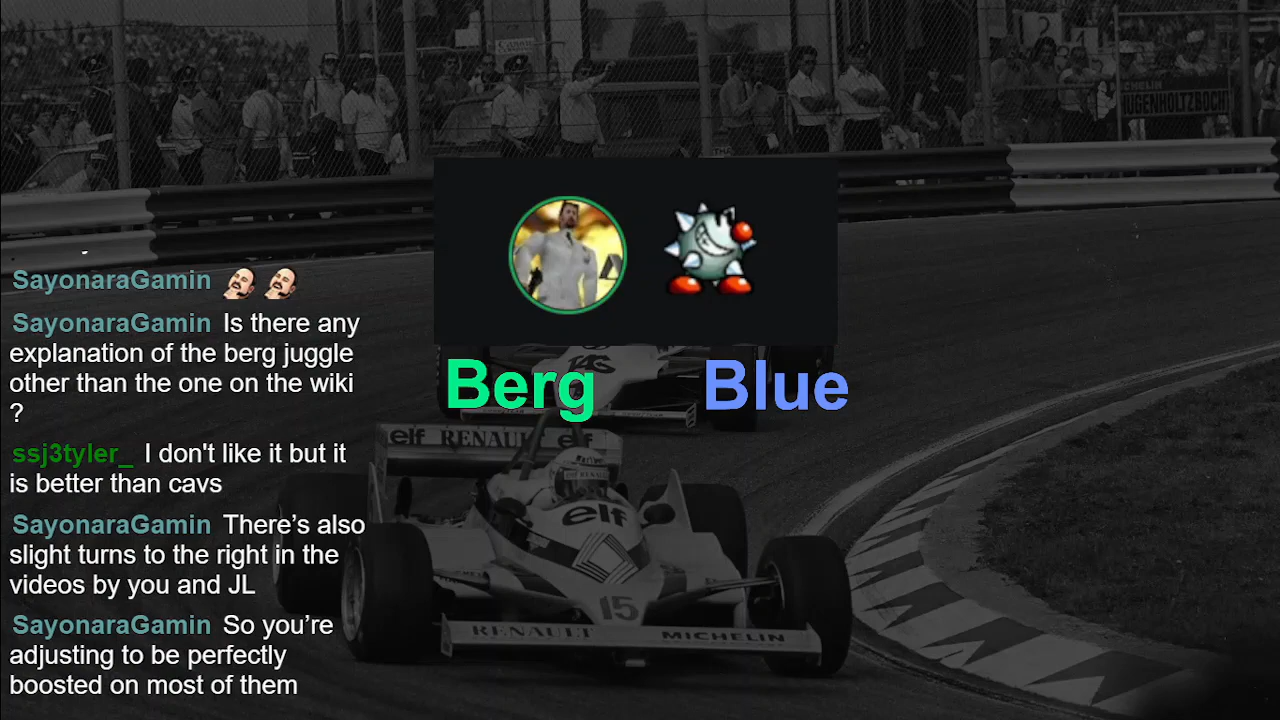 MICHELIN
SayonaraGamin
SayonaraGamin Is there any
explanation of the berg juggle
other than the one on the wiki
?
ssj3tyler_ I don't like it but it
is better than cavs
SayonaraGamin There’s also
slight turns to the right in the
videos by you and JL
SayonaraGamin So you’re
adjusting to be perfectly
boosted on most of them
Berg Blue
elf RENAULT elf
elf
15
RENAULT MICHELIN